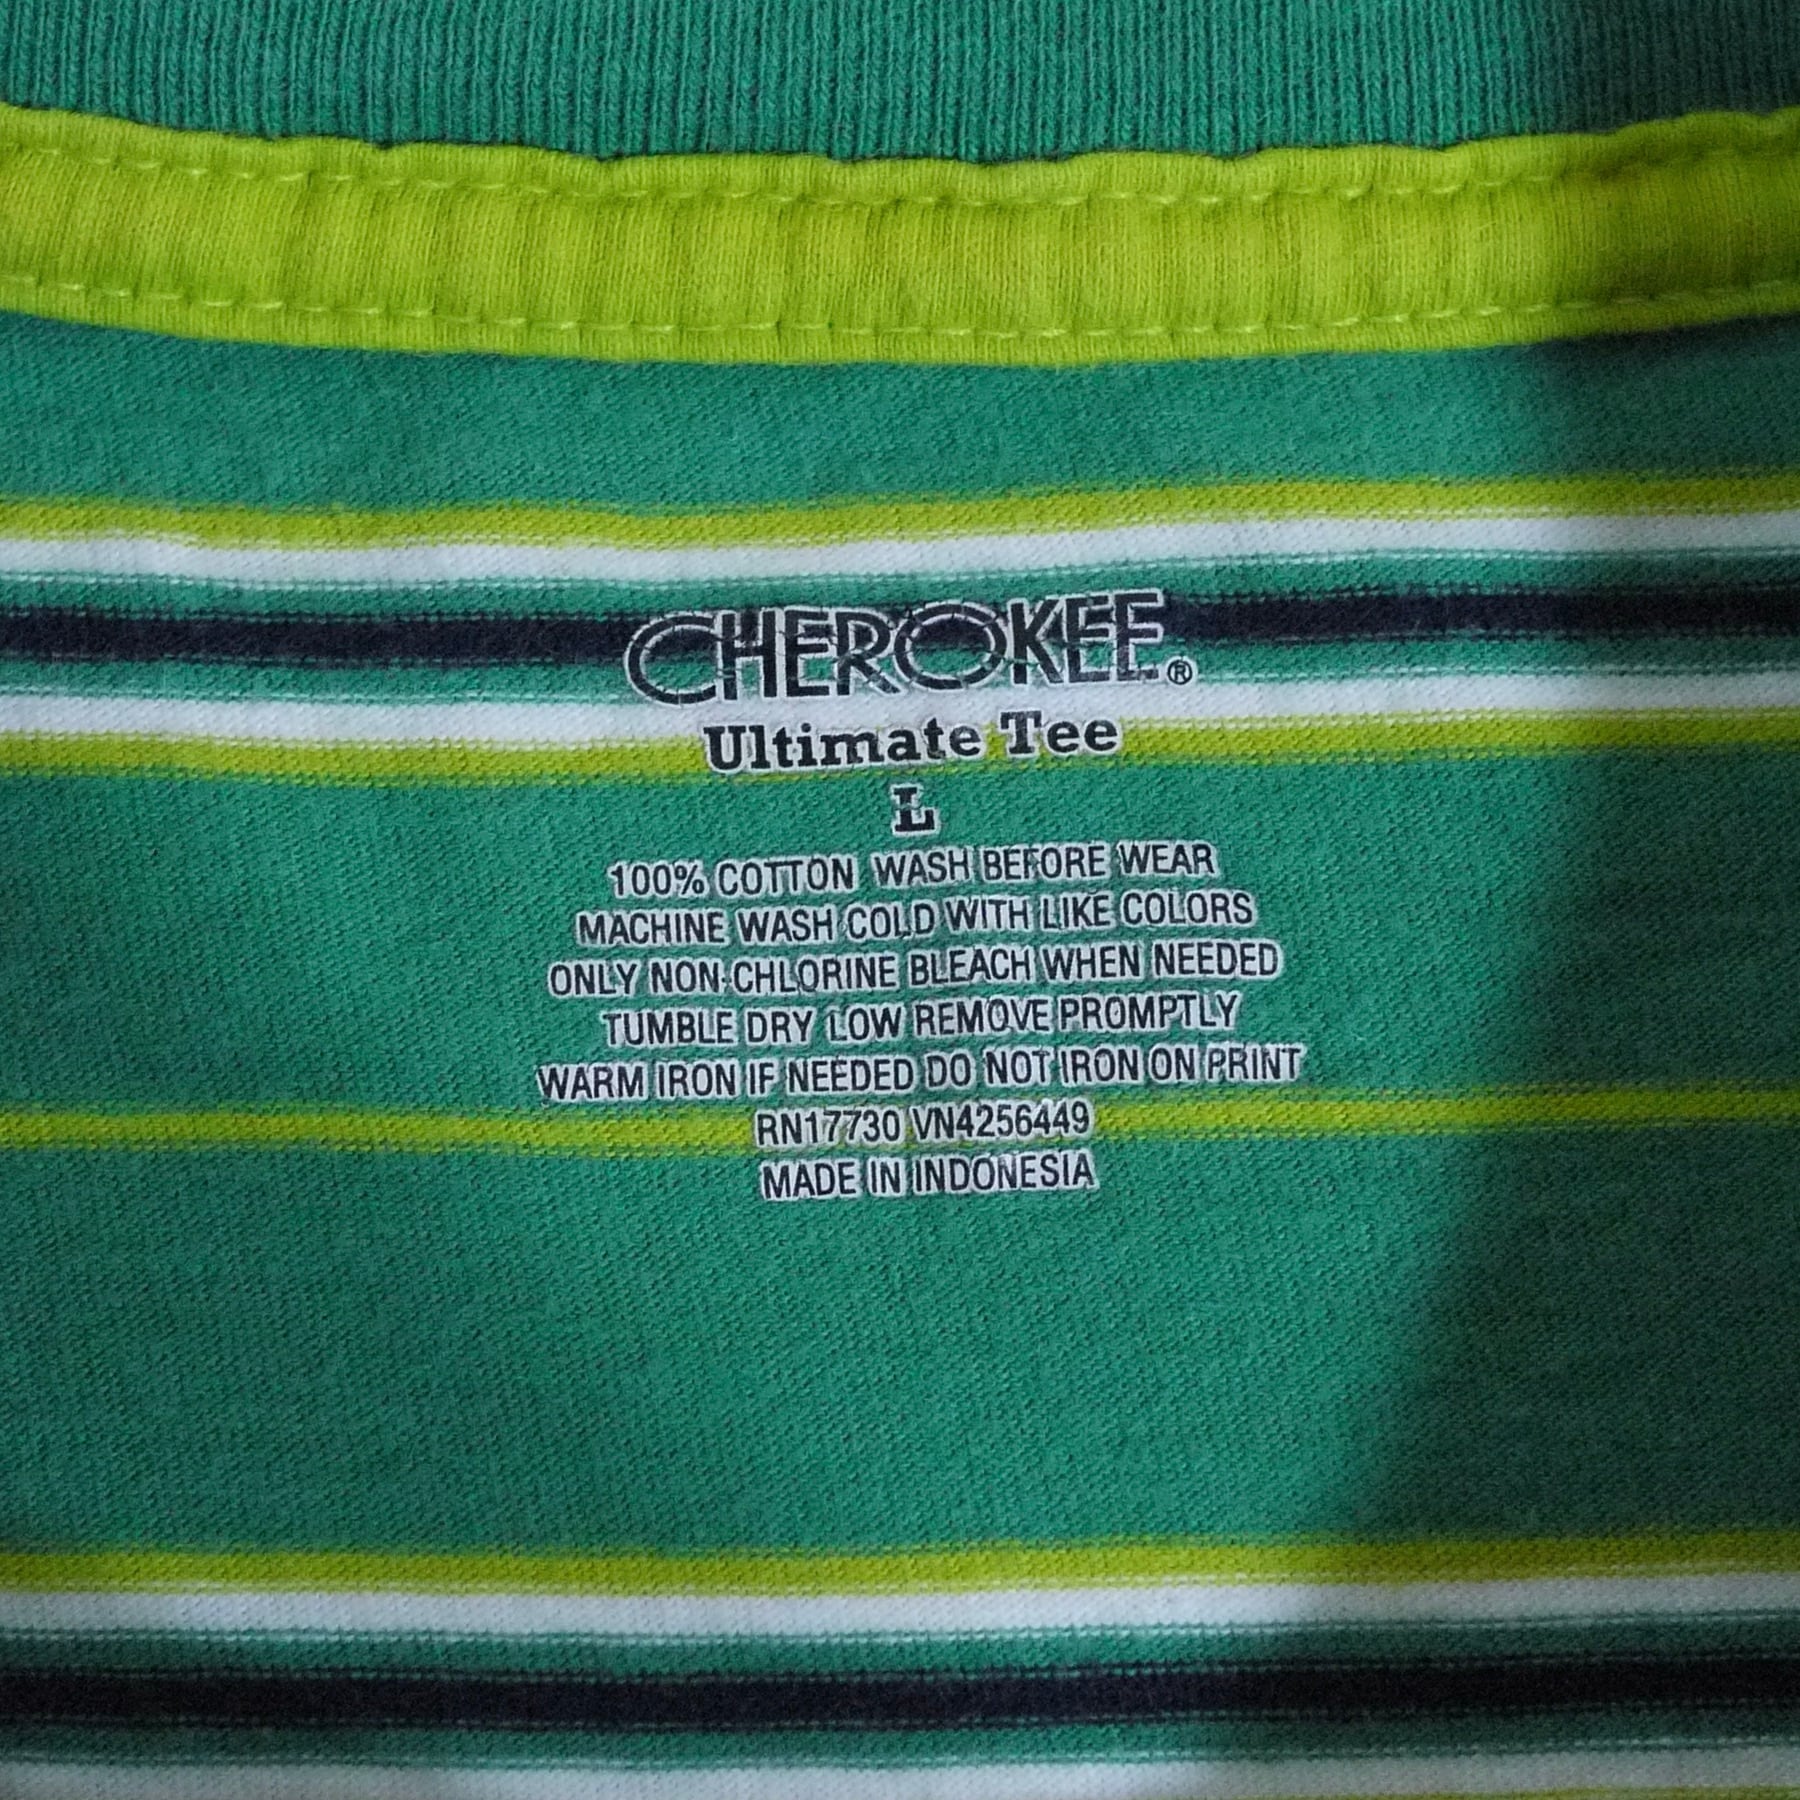 CHEROKEE®
Ultimate Tee
L
100% COTTON WASH BEFORE WEAR
MACHINE WASH COLD WITH LIKE COLORS
ONLY NON-CHLORINE BLEACH WHEN NEEDED
TUMBLE DRY LOW REMOVE PROMPTLY
WARM IRON IF NEEDED DO NOT IRON ON PRINT
RN17730 VN4256449
MADE IN INDONESIA